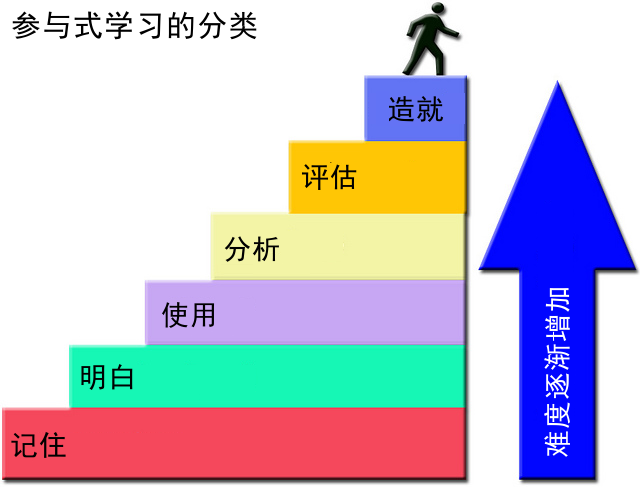 参与式学习的分类
造就
评估
分析
使用
明白
记住
难度逐渐增加